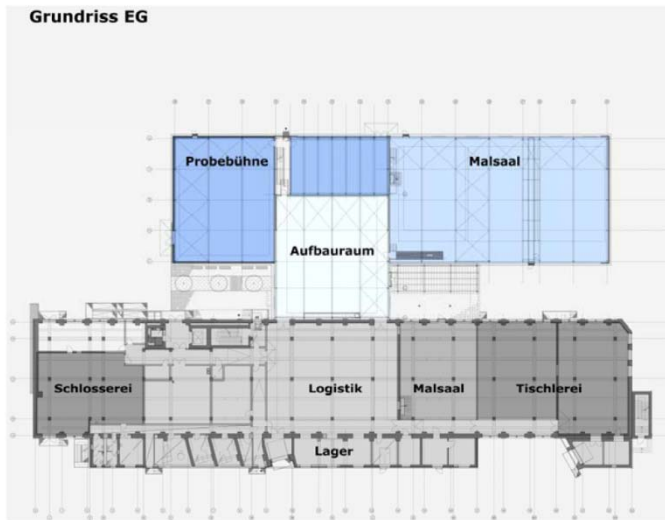 Grundriss EG
Probebühne
Malsaal
Aufbauraum
Schlosserei
Logistik
Malsaal
Tischlerei
Lager